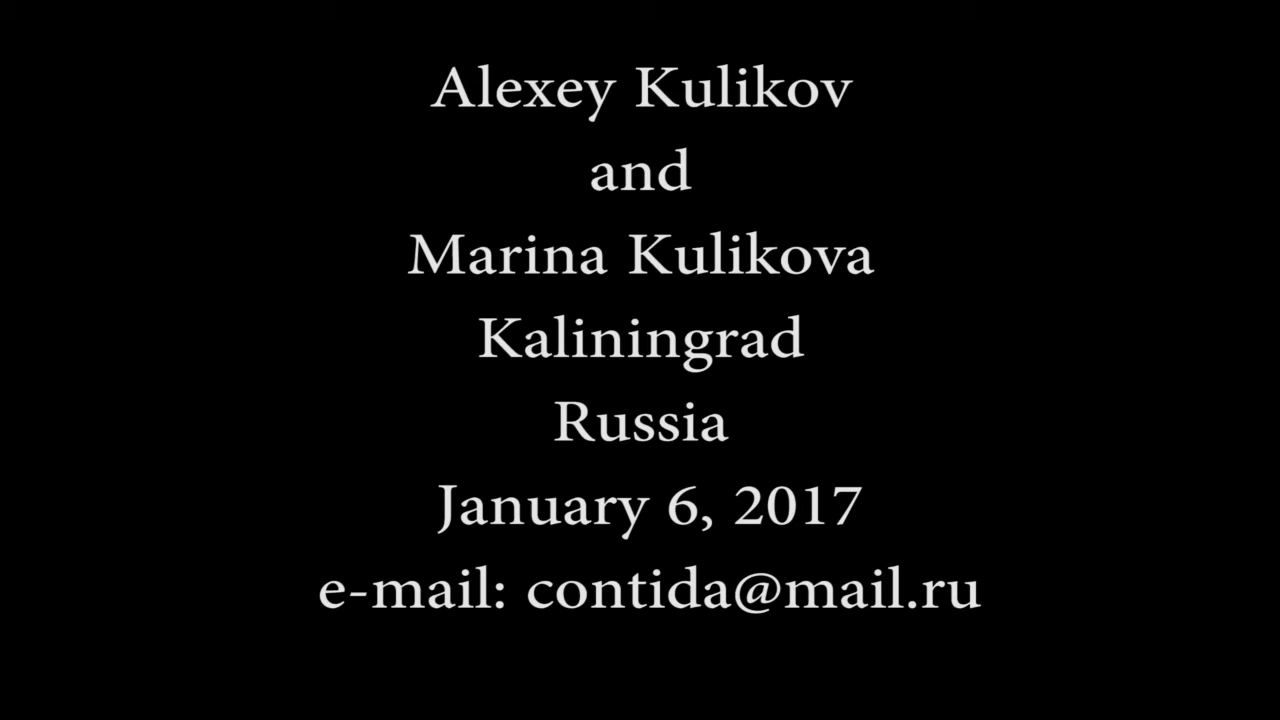 Alexey Kulikov
and
Marina Kulikova
Kaliningrad
Russia
January 6, 2017
e-mail: contida@mail.ru